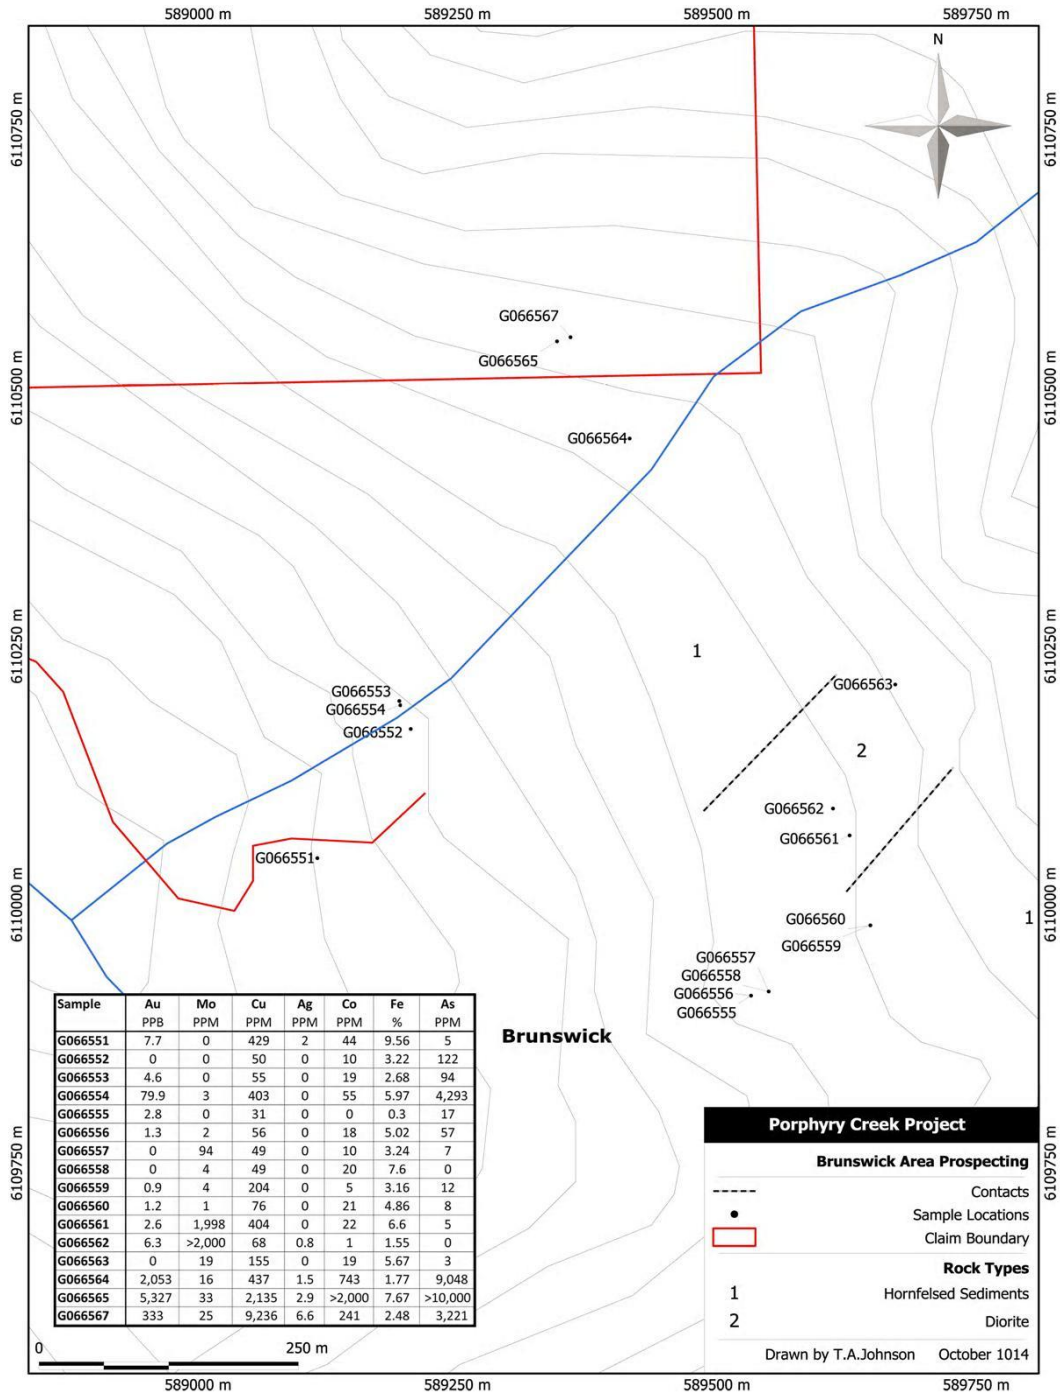 589000 m 589250 m 589500 m 589750 m
N
6110750 m
6110750 m
G066567
G066565
6110500 m
6110500 m
G066564
6110250 m
6110250 m
1
G066563
G066553
G066554
G066552
2
G066562
G066561
G066551
6110000 m
6110000 m
G066560
1
G066559
G066557
G066558
G066556
G066555
Brunswick
Sample Au Mo Cu Ag Co Fe As
PPB PPM PPM PPM PPM % PPM
G066551 7.7 0 429 2 44 9.56 5
G066552 0 0 50 0 10 3.22 122
G066553 4.6 0 55 0 19 2.68 94
G066554 79.9 3 403 0 55 5.97 4,293
G066555 2.8 0 31 0 0 0.3 17
G066556 1.3 2 56 0 18 5.02 57
G066557 0 94 49 0 10 3.24 7
G066558 0 4 49 0 20 7.6 0
G066559 0.9 4 204 0 5 3.16 12
G066560 1.2 1 76 0 21 4.86 8
G066561 2.6 1,998 404 0 22 6.6 5
G066562 6.3 >2,000 68 0.8 1 1.55 0
G066563 0 19 155 0 19 5.67 3
G066564 2,053 16 437 1.5 743 1.77 9,048
G066565 5,327 33 2,135 2.9 >2,000 7.67 >10,000
G066567 333 25 9,236 6.6 241 2.48 3,221
6109750 m
6109750 m
Porphyry Creek Project
Brunswick Area Prospecting
Contacts
Sample Locations
Claim Boundary
Rock Types
1 Hornfelsed Sediments
2 Diorite
Drawn by T.A.Johnson October 1014
0 250 m
589000 m 589250 m 589500 m 589750 m